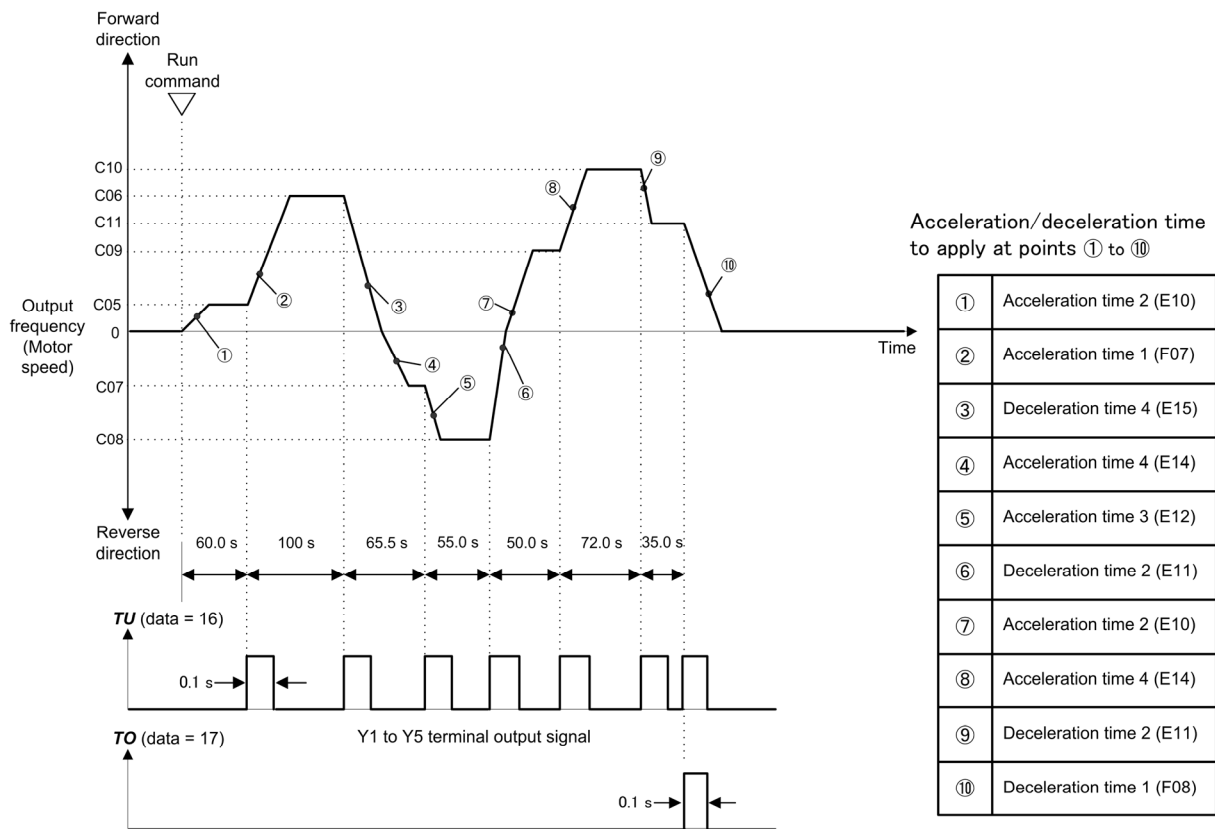 Forward
direction
Run
command
C10
C06
C11
C09
C05
0
C07
C08
Output
frequency
(Motor
speed)
①
②
③
④
⑤
⑥
⑦
⑧
⑨
⑩
Time
Reverse
direction
60.0 s
100 s
65.5 s
55.0 s
50.0 s
72.0 s
35.0 s
TU (data = 16)
0.1 s
TO (data = 17)
Y1 to Y5 terminal output signal
0.1 s
Acceleration/deceleration time
to apply at points ① to ⑩
① Acceleration time 2 (E10)
② Acceleration time 1 (F07)
③ Deceleration time 4 (E15)
④ Acceleration time 4 (E14)
⑤ Acceleration time 3 (E12)
⑥ Deceleration time 2 (E11)
⑦ Acceleration time 2 (E10)
⑧ Acceleration time 4 (E14)
⑨ Deceleration time 2 (E11)
⑩ Deceleration time 1 (F08)